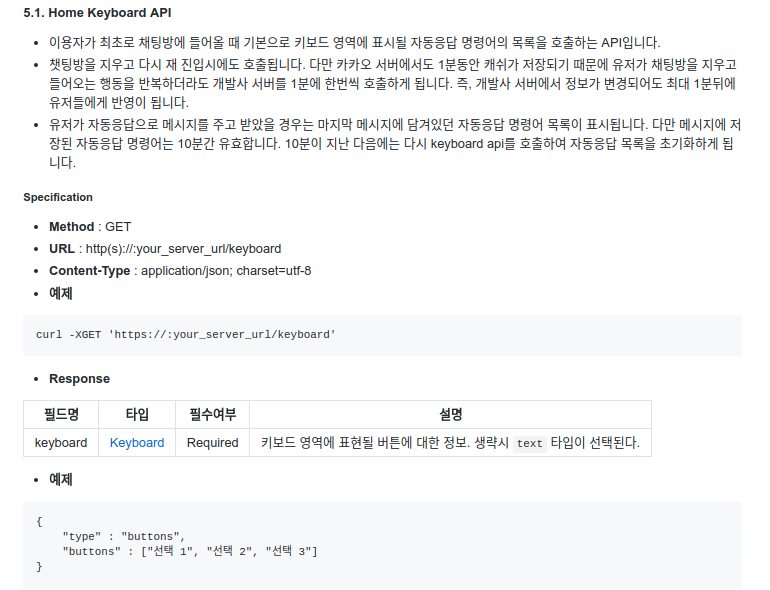 5.1. Home Keyboard API
이용자가 최초로 채팅방에 들어올 때 기본으로 키보드 영역에 표시될 자동응답 명령어의 목록을 호출하는 API입니다.
챗팅방을 지우고 다시 재 진입시에도 호출됩니다. 다만 카카오 서버에서도 1분동안 캐쉬가 저장되기 때문에 유저가 채팅방을 지우고
들어오는 행동을 반복하더라도 개발사 서버를 1분에 한번씩 호출하게 됩니다. 즉, 개발사 서버에서 정보가 변경되어도 최대 1분뒤에
유저들에게 반영이 됩니다.
유저가 자동응답으로 메시지를 주고 받았을 경우는 마지막 메시지에 담겨있던 자동응답 명령어 목록이 표시됩니다. 다만 메시지에 저
장된 자동응답 명령어는 10분간 유효합니다. 10분이 지난 다음에는 다시 keyboard api를 호출하여 자동응답 목록을 초기화하게 됩
니다.
Specification
Method : GET
URL : http(s)://:your_server_url/keyboard
Content-Type : application/json; charset=utf-8
예제
curl -XGET 'https://:your_server_url/keyboard'
Response
필드명 타입 필수여부 설명
keyboard Keyboard Required 키보드 영역에 표현될 버튼에 대한 정보. 생략시 text 타입이 선택된다.
예제
{
"type" : "buttons",
"buttons" : ["선택 1", "선택 2", "선택 3"]
}